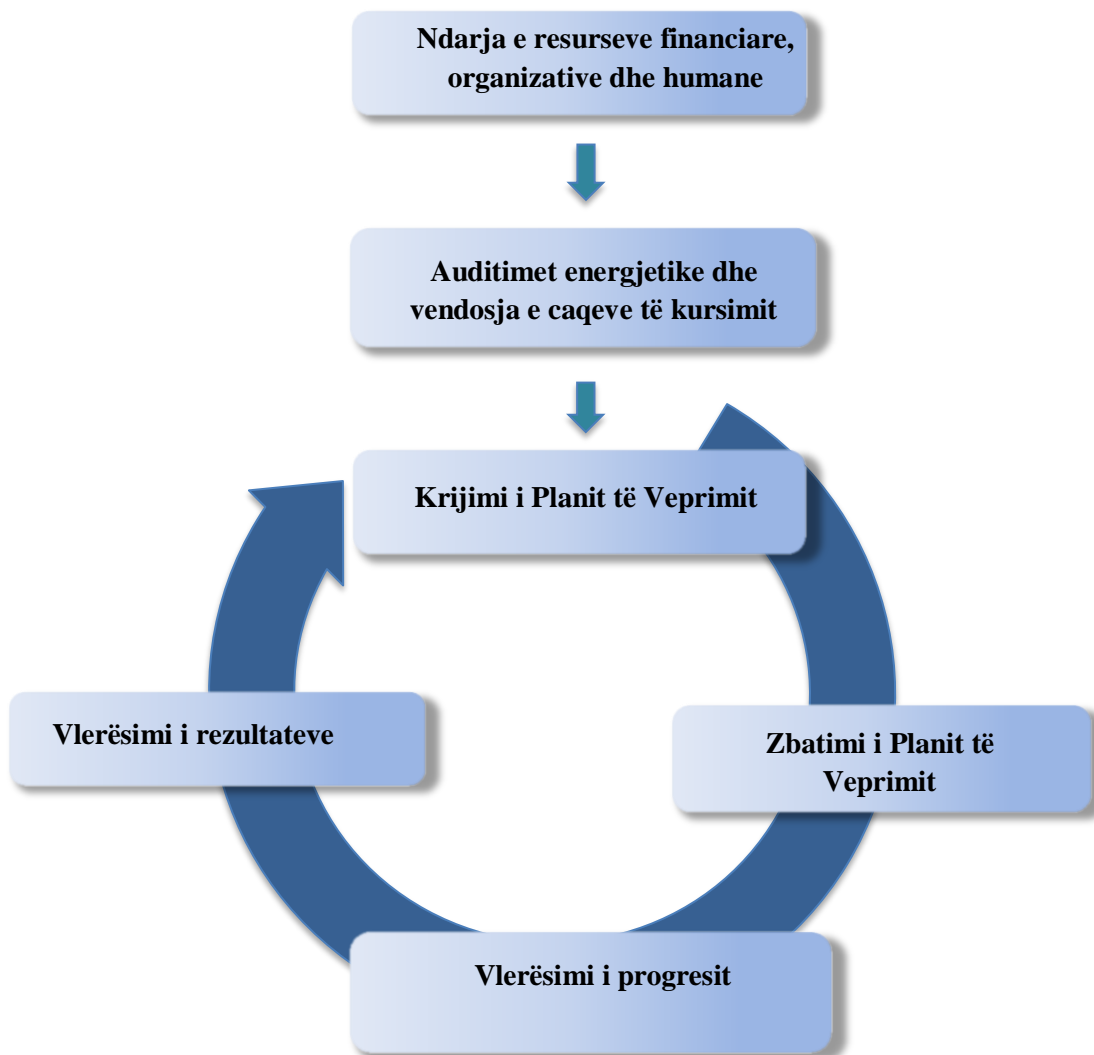 Ndarja e resurseve financiare,
organizative dhe humane
Auditimet energjetike dhe
vendosja e caqeve të kursimit
Krijimi i Planit të Veprimit
Zbatimi i Planit të
Veprimit
Vlerësimi i progresit
Vlerësimi i rezultateve